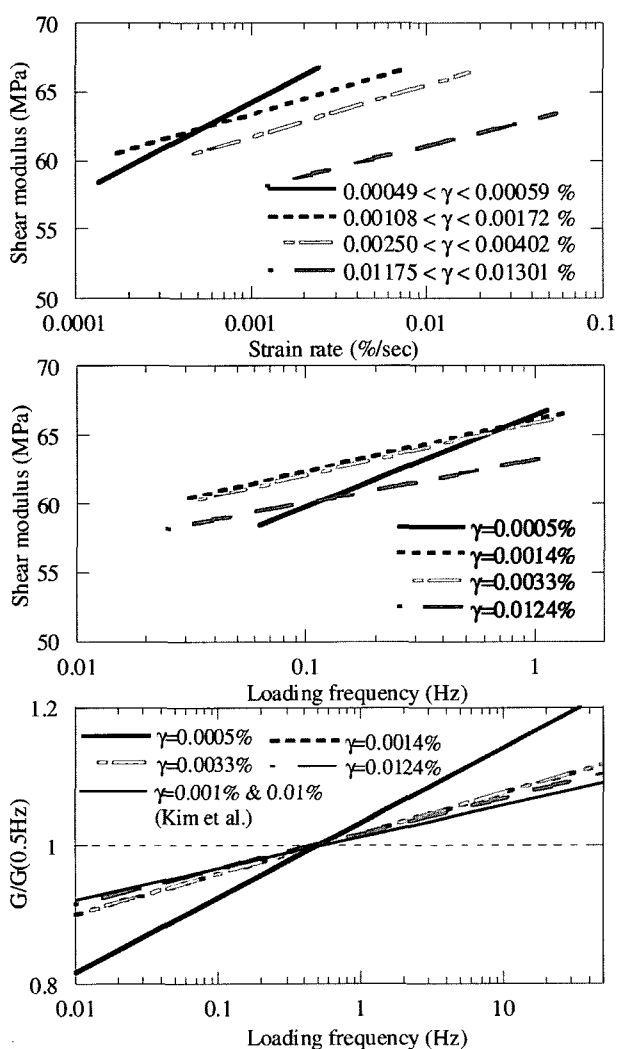 70
65
60
55
50
Shear modulus (MPa)
0.00049 < γ < 0.00059 %
0.00108 < γ < 0.00172 %
0.00250 < γ < 0.00402 %
0.01175 < γ < 0.01301 %
0.0001 0.001 0.01 0.1
Strain rate (%/sec)
70
65
60
55
50
Shear modulus (MPa)
γ=0.0005%
γ=0.0014%
γ=0.0033%
γ=0.0124%
0.01 0.1 1
Loading frequency (Hz)
1.2
1
0.8
G/G(0.5Hz)
γ=0.0005% γ=0.0014%
γ=0.0033% γ=0.0124%
γ=0.001% & 0.01%
(Kim et al.)
0.01 0.1 1 10
Loading frequency (Hz)